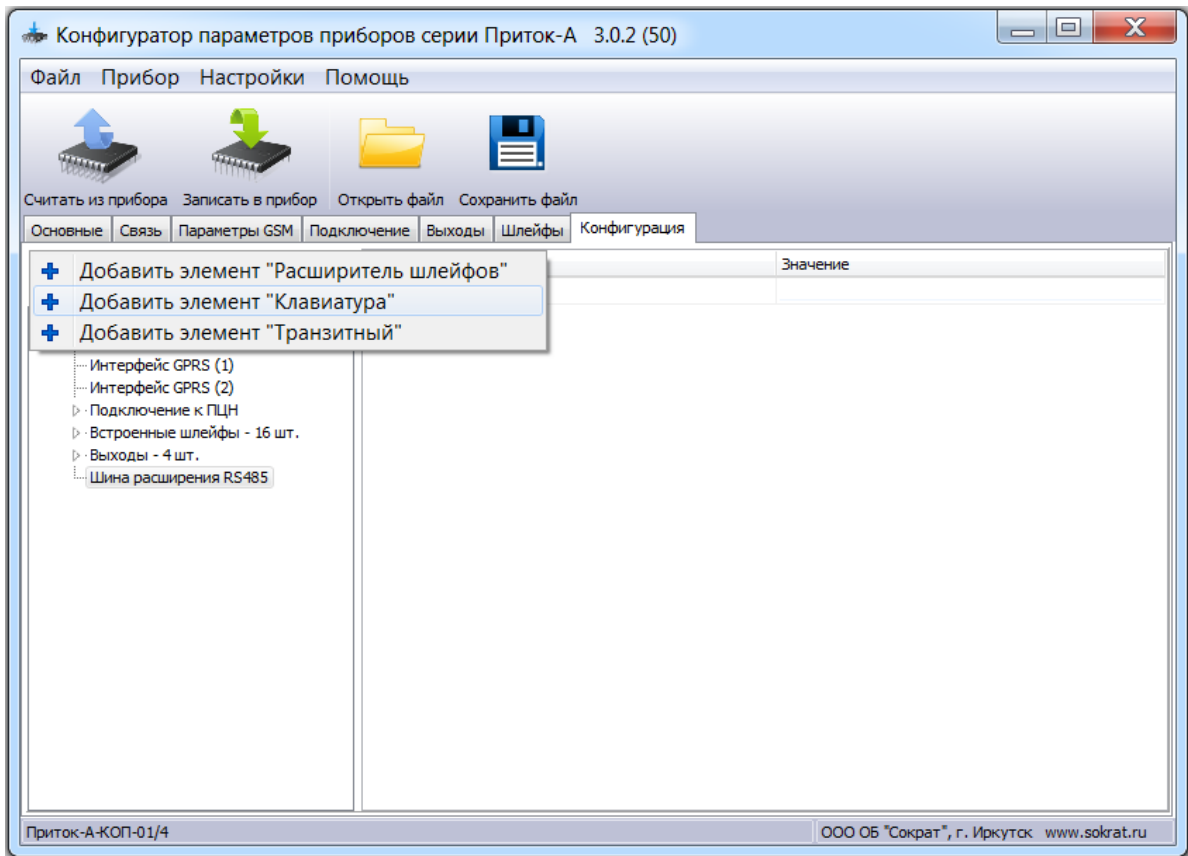 Конфигуратор параметров приборов серии Приток-А 3.0.2 (50)
Файл Прибор Настройки Помощь
Считать из прибора Записать в прибор Открыть файл Сохранить файл
Основные Связь Параметры GSM Подключение Выходы Шлейфы Конфигурация
Значение
Добавить элемент "Расширитель шлейфов"
Добавить элемент "Клавиатура"
Добавить элемент "Транзитный"
Интерфейс GPRS (1)
Интерфейс GPRS (2)
Подключение к ПЦН
Встроенные шлейфы - 16 шт.
Выходы - 4 шт.
Шина расширения RS485
Приток-А-КОП-01/4
ООО ОБ "Сократ", г. Иркутск www.sokrat.ru